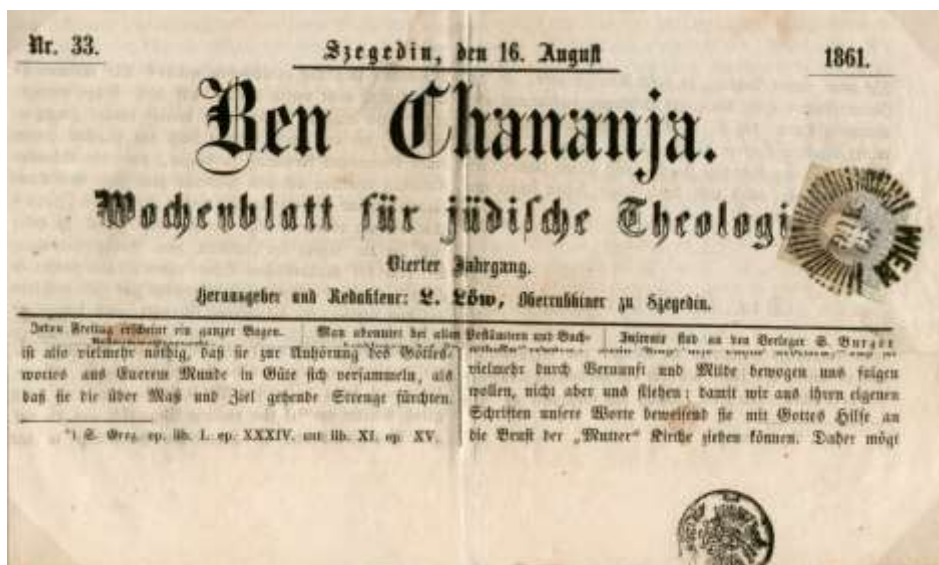 Nr. 33.
Szegedin, den 16. August
1861.
Ben Chananja.
Wochenblatt für jüdische Theologi
WIEN
Vierter Jahrgang.
Herausgeber und Redakteur: L. Löw, Oberrabbiner zu Szegedin.
Jeden Freitag erscheint ein ganzer Bogen.
Man abonnirt bei allen Postämtern und Buch-
Inserate sind an den Verleger S. Burger
ist also vielmehr nöthig, daß sie zur Anhörung des Gottes-
wortes aus Euerem Munde in Güte sich versammeln, als
daß sie die über Maß und Ziel gehende Strenge fürchten.
*) S. Greg. ep. lib. I. ep. XXXIV. lib. XI. ep. XV.
vielmehr durch Vernunft und Milde bewogen uns folgen
wollen, nicht aber uns fliehen; damit wir aus ihren eigenen
Schriften unsere Worte beweisend sie mit Gottes Hilfe an
die Brust der „Mutter" Kirche ziehen können. Daher mögt